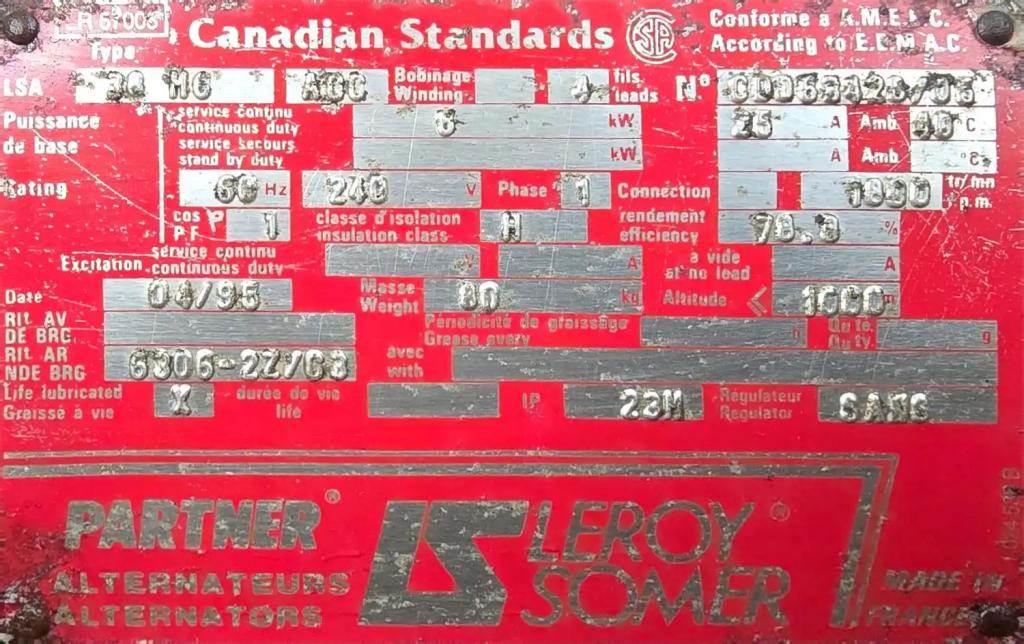 R 67003
Type
Canadian Standards
Conforme a A.M.E.I.C.
According to E.E.M.A.C.
LSA
Bobinage
Winding
4
fils
leads
N°
Puissance
de base
service continu
continuous duty
6 kW
25 A
Amb. 40 °C
service secours
stand by duty
kW
A
Amb °C
Rating
60 Hz
240 V
Phase 1
Connection
1800
tr/mn
r.p.m.
cos φ
P F
1
classe d'isolation
insulation class
H
rendement
efficiency
%
Excitation
service continu
continuous duty
V
A
a vide
at no load
A
Date
04/95
Masse
Weight
80 kg
Altitude < 1000 m
Rlt AV
DE BRG
Périodicité de graissage
Grease every
h
Qu te.
Qu ty.
g
Rlt AR
NDE BRG
6306-2Z/C3
avec
with
Life lubricated
Graissé à vie
X
durée de vie
life
I.P.
23M
Régulateur
Regulator
SANS
PARTNER®
ALTERNATEURS
ALTERNATORS
LS LEROY®
SOMER
MADE IN
FRANCE